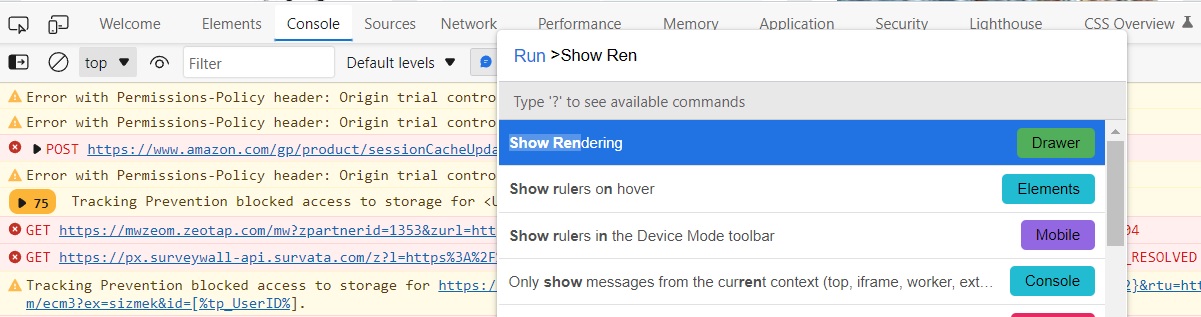 Welcome Elements Console Sources Network Performance Memory Application Security Lighthouse CSS Overview
top Filter Default levels
Run >Show Ren
Type '?' to see available commands
Show Rendering Drawer
Show rulers on hover Elements
Show rulers in the Device Mode toolbar Mobile
Only show messages from the current context (top, iframe, worker, ext… Console
Error with Permissions-Policy header: Origin trial contro
Error with Permissions-Policy header: Origin trial contro
POST https://www.amazon.com/gp/product/sessionCacheUpda
Error with Permissions-Policy header: Origin trial contro
75 Tracking Prevention blocked access to storage for <U
GET https://mwzeom.zeotap.com/mw?zpartnerid=1353&zurl=htt 94
GET https://px.surveywall-api.survata.com/z?l=https%3A%2F _RESOLVED
Tracking Prevention blocked access to storage for https:/ 2}&rtu=htt
m/ecm3?ex=sizmek&id=[%tp_UserID%].